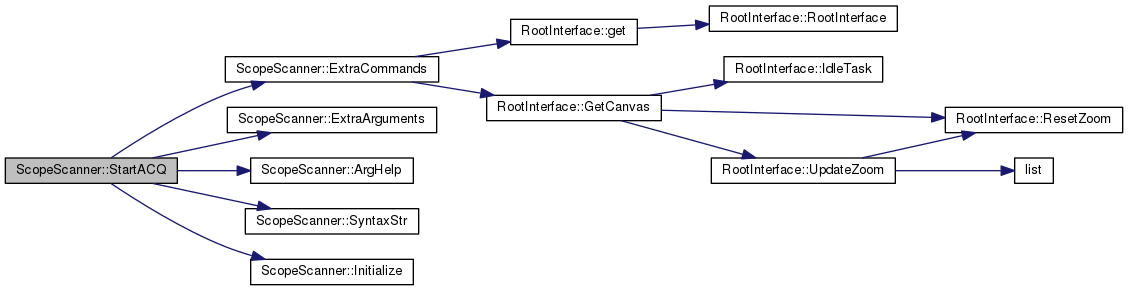 ScopeScanner::StartACQ
ScopeScanner::ExtraCommands
ScopeScanner::ExtraArguments
ScopeScanner::ArgHelp
ScopeScanner::SyntaxStr
ScopeScanner::Initialize
RootInterface::get
RootInterface::GetCanvas
RootInterface::RootInterface
RootInterface::IdleTask
RootInterface::UpdateZoom
RootInterface::ResetZoom
list